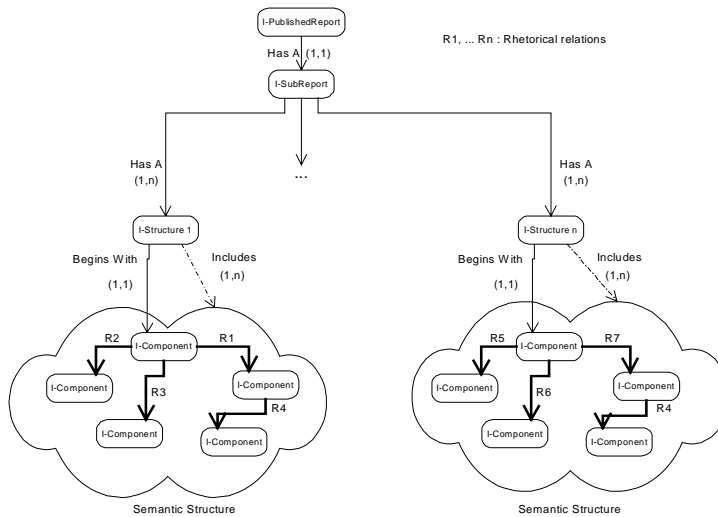 I-PublishedReport
R1, ... Rn : Rhetorical relations
Has A (1,1)
I-SubReport
Has A
(1,n)
...
Has A
(1,n)
I-Structure 1
I-Structure n
Begins With
(1,1)
Includes
(1,n)
Begins With
(1,1)
Includes
(1,n)
R2
I-Component
R1
I-Component
R3
I-Component
R4
I-Component
I-Component
R5
I-Component
R7
I-Component
R6
I-Component
R4
I-Component
I-Component
Semantic Structure
Semantic Structure